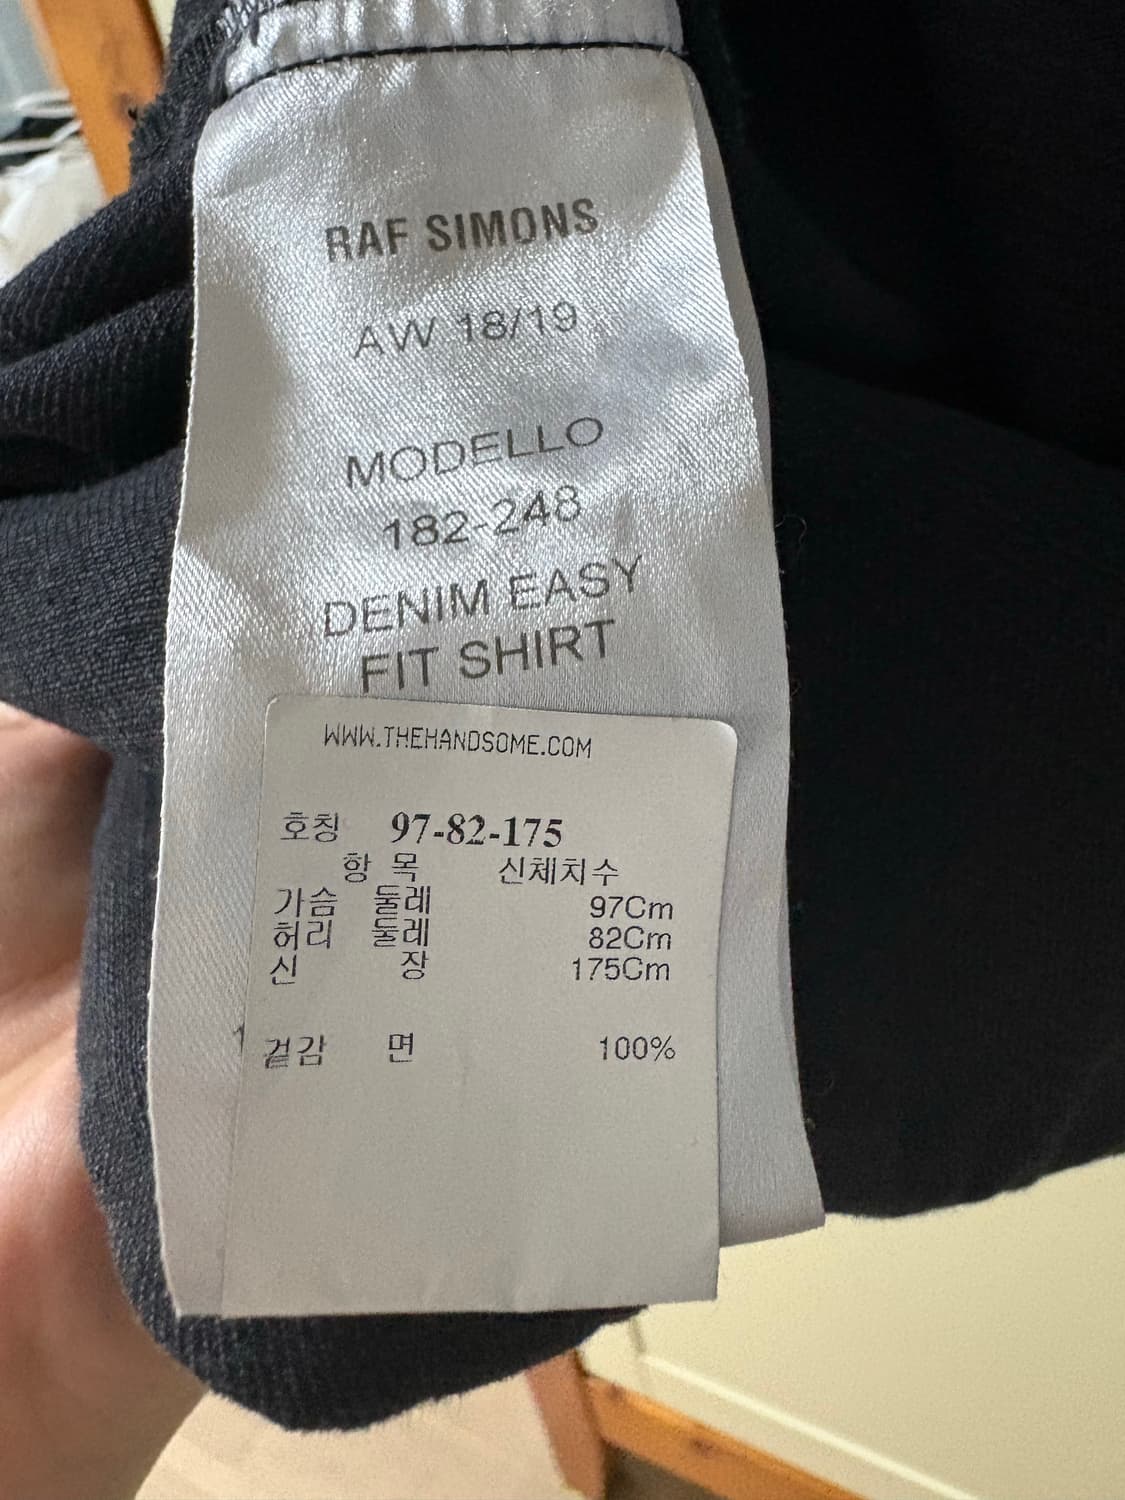 RAF SIMONS
AW 18/19
MODELLO
182-248
DENIM EASY
FIT SHIRT
WWW.THEHANDSOME.COM
호칭 97-82-175
항 목 신체치수
가슴 둘레 97Cm
허리 둘레 82Cm
신 장 175Cm
겉감 면 100%